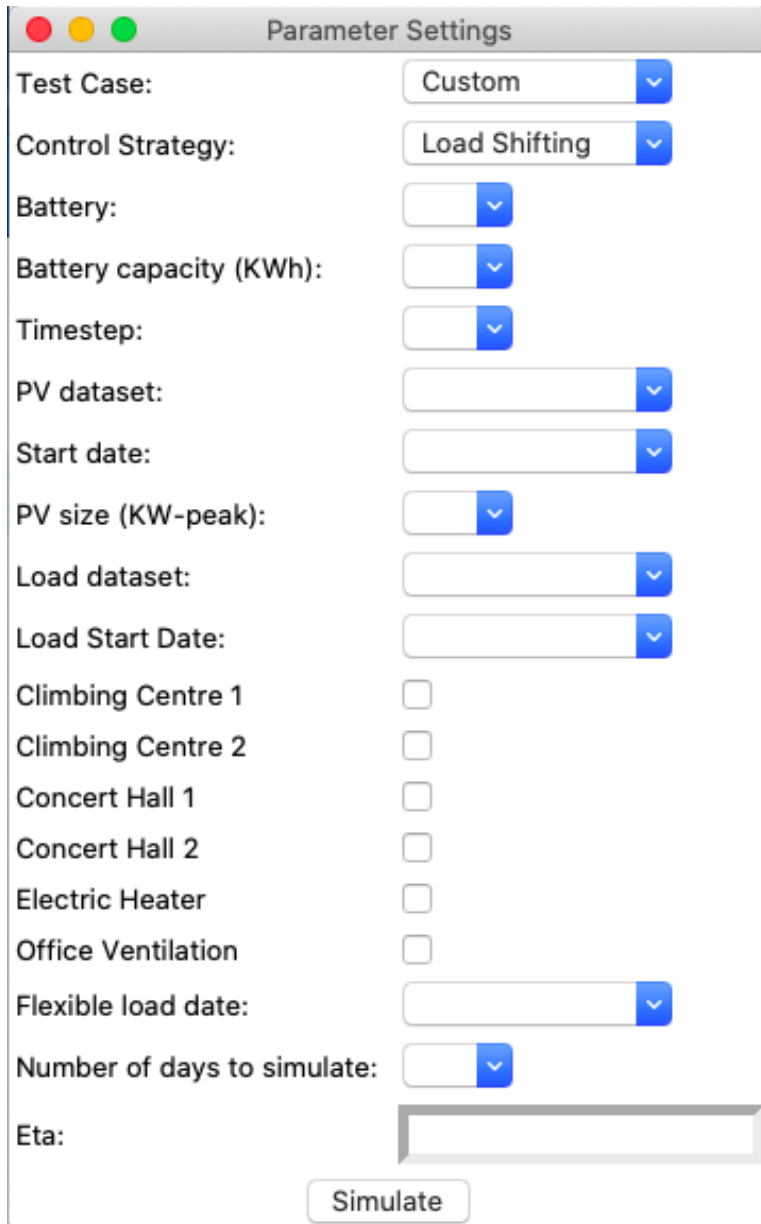 Parameter Settings
Test Case: Custom
Control Strategy: Load Shifting
Battery:
Battery capacity (KWh):
Timestep:
PV dataset:
Start date:
PV size (KW-peak):
Load dataset:
Load Start Date:
Climbing Centre 1
Climbing Centre 2
Concert Hall 1
Concert Hall 2
Electric Heater
Office Ventilation
Flexible load date:
Number of days to simulate:
Eta:
Simulate